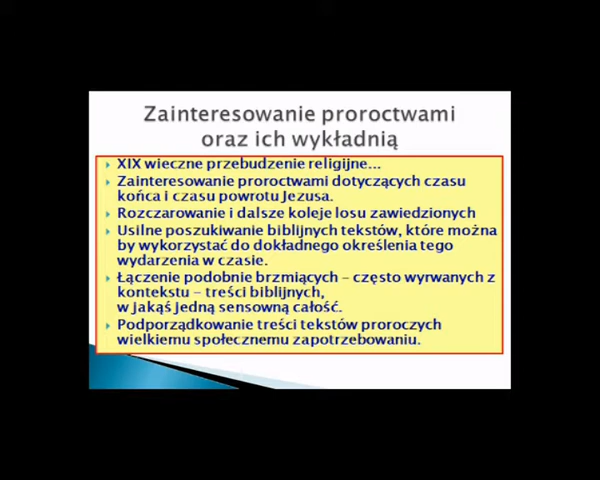 Zainteresowanie proroctwami
oraz ich wykładnią
XIX wieczne przebudzenie religijne...
Zainteresowanie proroctwami dotyczących czasu
końca i czasu powrotu Jezusa.
Rozczarowanie i dalsze koleje losu zawiedzionych
Usilne poszukiwanie biblijnych tekstów, które można
by wykorzystać do dokładnego określenia tego
wydarzenia w czasie.
Łączenie podobnie brzmiących – często wyrwanych z
kontekstu – treści biblijnych,
w jakąś jedną sensowną całość.
Podporządkowanie treści tekstów proroczych
wielkiemu społecznemu zapotrzebowaniu.